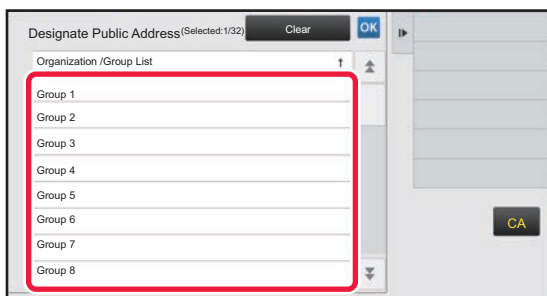 Designate Public Address(Selected:1/32) Clear OK
Organization /Group List ↑
Group 1
Group 2
Group 3
Group 4
Group 5
Group 6
Group 7
Group 8
CA